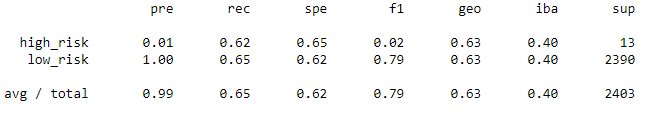 pre rec spe f1 geo iba sup
high_risk 0.01 0.62 0.65 0.02 0.63 0.40 13
low_risk 1.00 0.65 0.62 0.79 0.63 0.40 2390
avg / total 0.99 0.65 0.62 0.79 0.63 0.40 2403